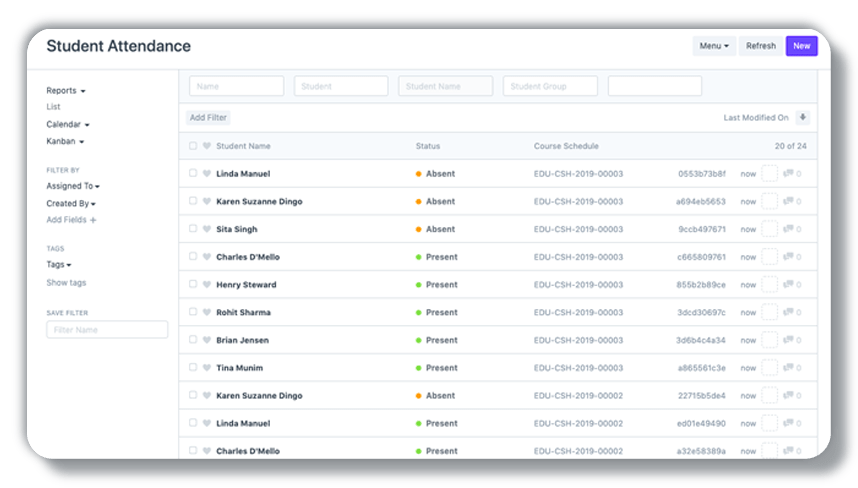 Student Attendance
Menu Refresh New
Reports
List
Calendar
Kanban
FILTER BY
Assigned To
Created By
Add Fields +
TAGS
Tags
Show tags
SAVE FILTER
Filter Name
Name Student Student Name Student Group
Add Filter Last Modified On
Student Name Status Course Schedule 20 of 24
Linda Manuel Absent EDU-CSH-2019-00003 0553b73b8f now 0
Karen Suzanne Dingo Absent EDU-CSH-2019-00003 a694eb5653 now 0
Sita Singh Absent EDU-CSH-2019-00003 9ccb497671 now 0
Charles D'Mello Present EDU-CSH-2019-00003 c665809761 now 0
Henry Steward Present EDU-CSH-2019-00003 855b2b89ce now 0
Rohit Sharma Present EDU-CSH-2019-00003 3dcd30697c now 0
Brian Jensen Present EDU-CSH-2019-00003 3d6b4c4a34 now 0
Tina Munim Present EDU-CSH-2019-00003 a865561c3e now 0
Karen Suzanne Dingo Absent EDU-CSH-2019-00002 22715b5de4 now 0
Linda Manuel Present EDU-CSH-2019-00002 ed01e49490 now 0
Charles D'Mello Present EDU-CSH-2019-00002 a32e58389a now 0